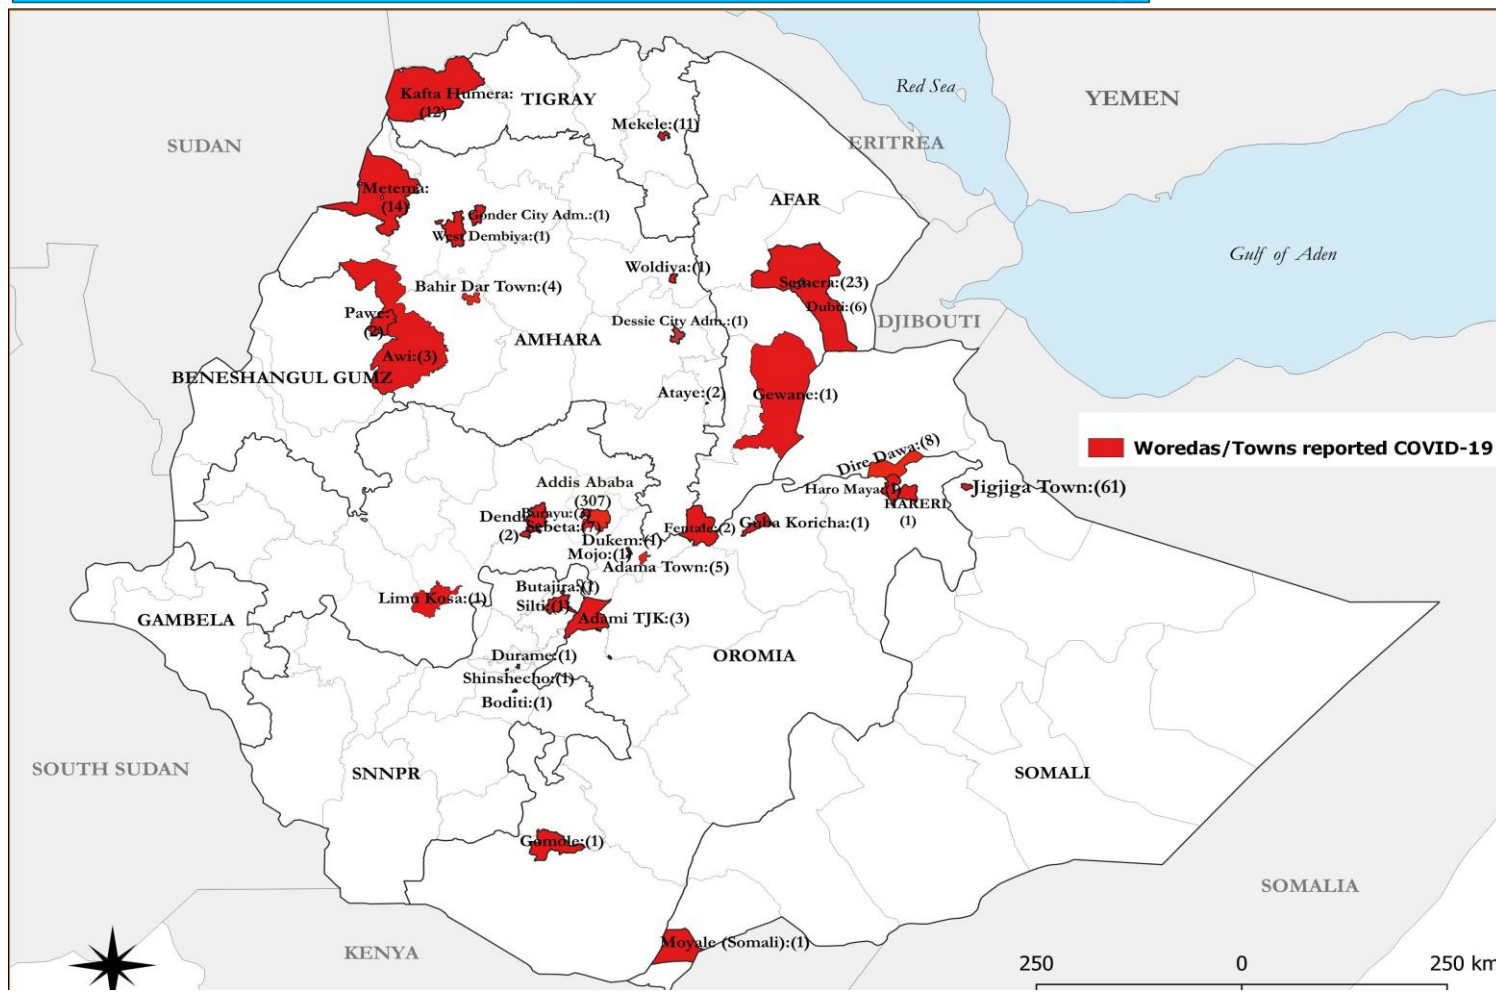 Red Sea
YEMEN
Kafta Humera:
(12)
TIGRAY
Mekele:(11)
SUDAN
ERITREA
Metema:
(14)
AFAR
Gonder City Adm.:(1)
West Dembiya:(1)
Gulf of Aden
Woldiya:(1)
Semera:(23)
Bahir Dar Town:(4)
Dubti:(6)
Pawe:
(2)
Dessie City Adm.:(1)
DJIBOUTI
AMHARA
Awi:(3)
BENESHANGUL GUMZ
Ataye:(2)
Gewane:(1)
Woredas/Towns reported COVID-19
Dire Dawa:(8)
Addis Ababa
(307)
Haro Maya:(1)
Jigjiga Town:(61)
HARERI
(1)
Dendi
(2)
Burayu:(3)
Sebeta:(7)
Fentale:(2)
Guba Koricha:(1)
Dukem:(1)
Mojo:(1)
Adama Town:(5)
Butajira:(1)
Limu Kosa:(1)
Silti:(1)
Adami TJK:(3)
GAMBELA
Durame:(1)
OROMIA
Shinshecho:(1)
Boditi:(1)
SOUTH SUDAN
SNNPR
SOMALI
Gomole:(1)
SOMALIA
Moyale (Somali):(1)
KENYA
250 0 250 km